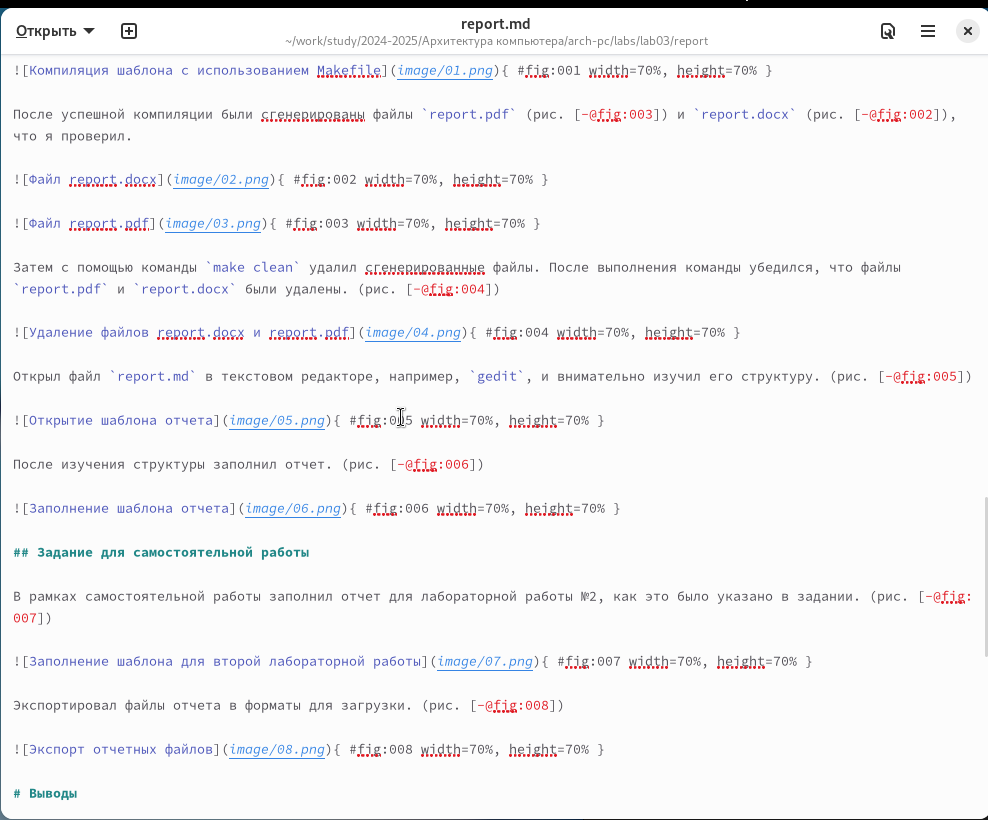 Открыть
report.md
~/work/study/2024-2025/Архитектура компьютера/arch-pc/labs/lab03/report
![Компиляция шаблона с использованием Makefile](image/01.png){ #fig:001 width=70%, height=70% }
После успешной компиляции были сгенерированы файлы `report.pdf` (рис. [-@fig:003]) и `report.docx` (рис. [-@fig:002]),
что я проверил.
![Файл report.docx](image/02.png){ #fig:002 width=70%, height=70% }
![Файл report.pdf](image/03.png){ #fig:003 width=70%, height=70% }
Затем с помощью команды `make clean` удалил сгенерированные файлы. После выполнения команды убедился, что файлы
`report.pdf` и `report.docx` были удалены. (рис. [-@fig:004])
![Удаление файлов report.docx и report.pdf](image/04.png){ #fig:004 width=70%, height=70% }
Открыл файл `report.md` в текстовом редакторе, например, `gedit`, и внимательно изучил его структуру. (рис. [-@fig:005])
![Открытие шаблона отчета](image/05.png){ #fig:005 width=70%, height=70% }
После изучения структуры заполнил отчет. (рис. [-@fig:006])
![Заполнение шаблона отчета](image/06.png){ #fig:006 width=70%, height=70% }
## Задание для самостоятельной работы
В рамках самостоятельной работы заполнил отчет для лабораторной работы №2, как это было указано в задании. (рис. [-@fig:
007])
![Заполнение шаблона для второй лабораторной работы](image/07.png){ #fig:007 width=70%, height=70% }
Экспортировал файлы отчета в форматы для загрузки. (рис. [-@fig:008])
![Экспорт отчетных файлов](image/08.png){ #fig:008 width=70%, height=70% }
# Выводы